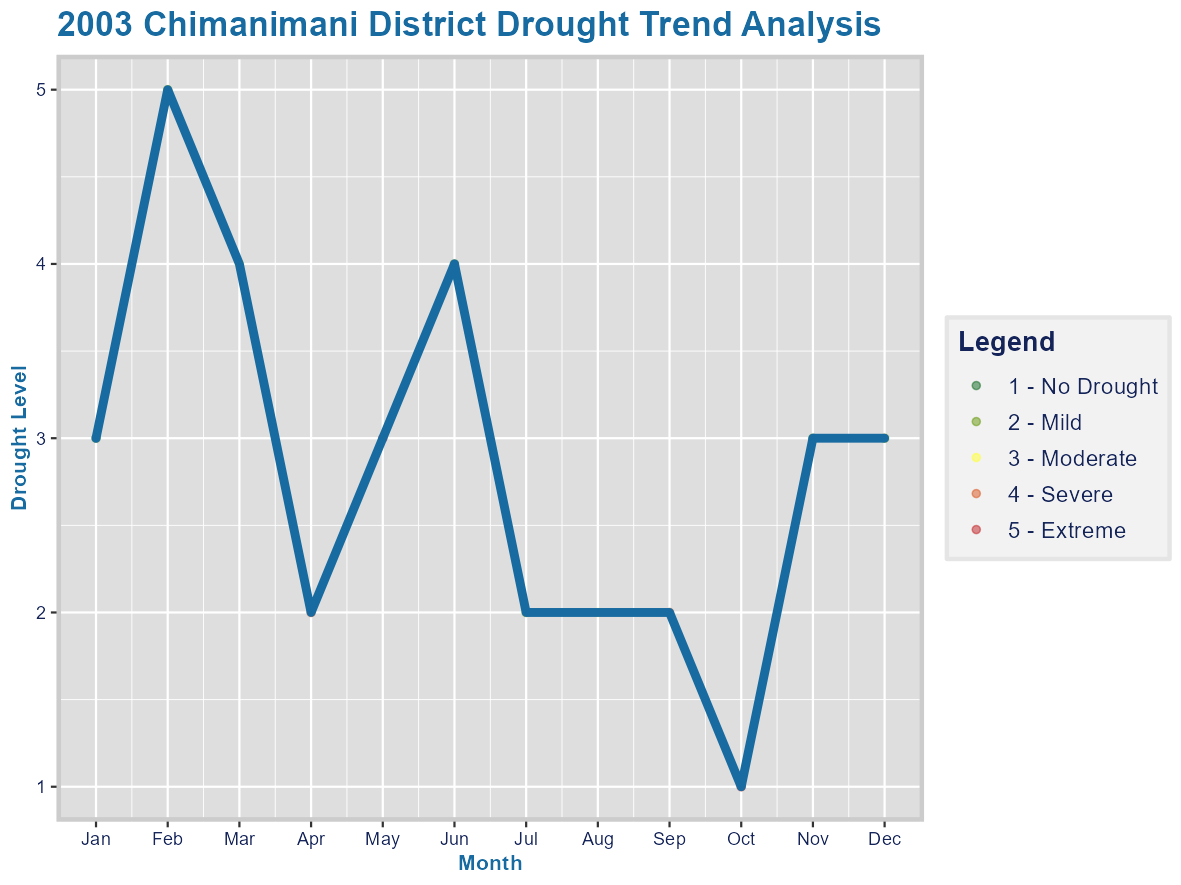 2003 Chimanimani District Drought Trend Analysis
5
4
3
2
1
Drought Level
Jan Feb Mar Apr May Jun Jul Aug Sep Oct Nov Dec
Month
Legend
1 - No Drought
2 - Mild
3 - Moderate
4 - Severe
5 - Extreme